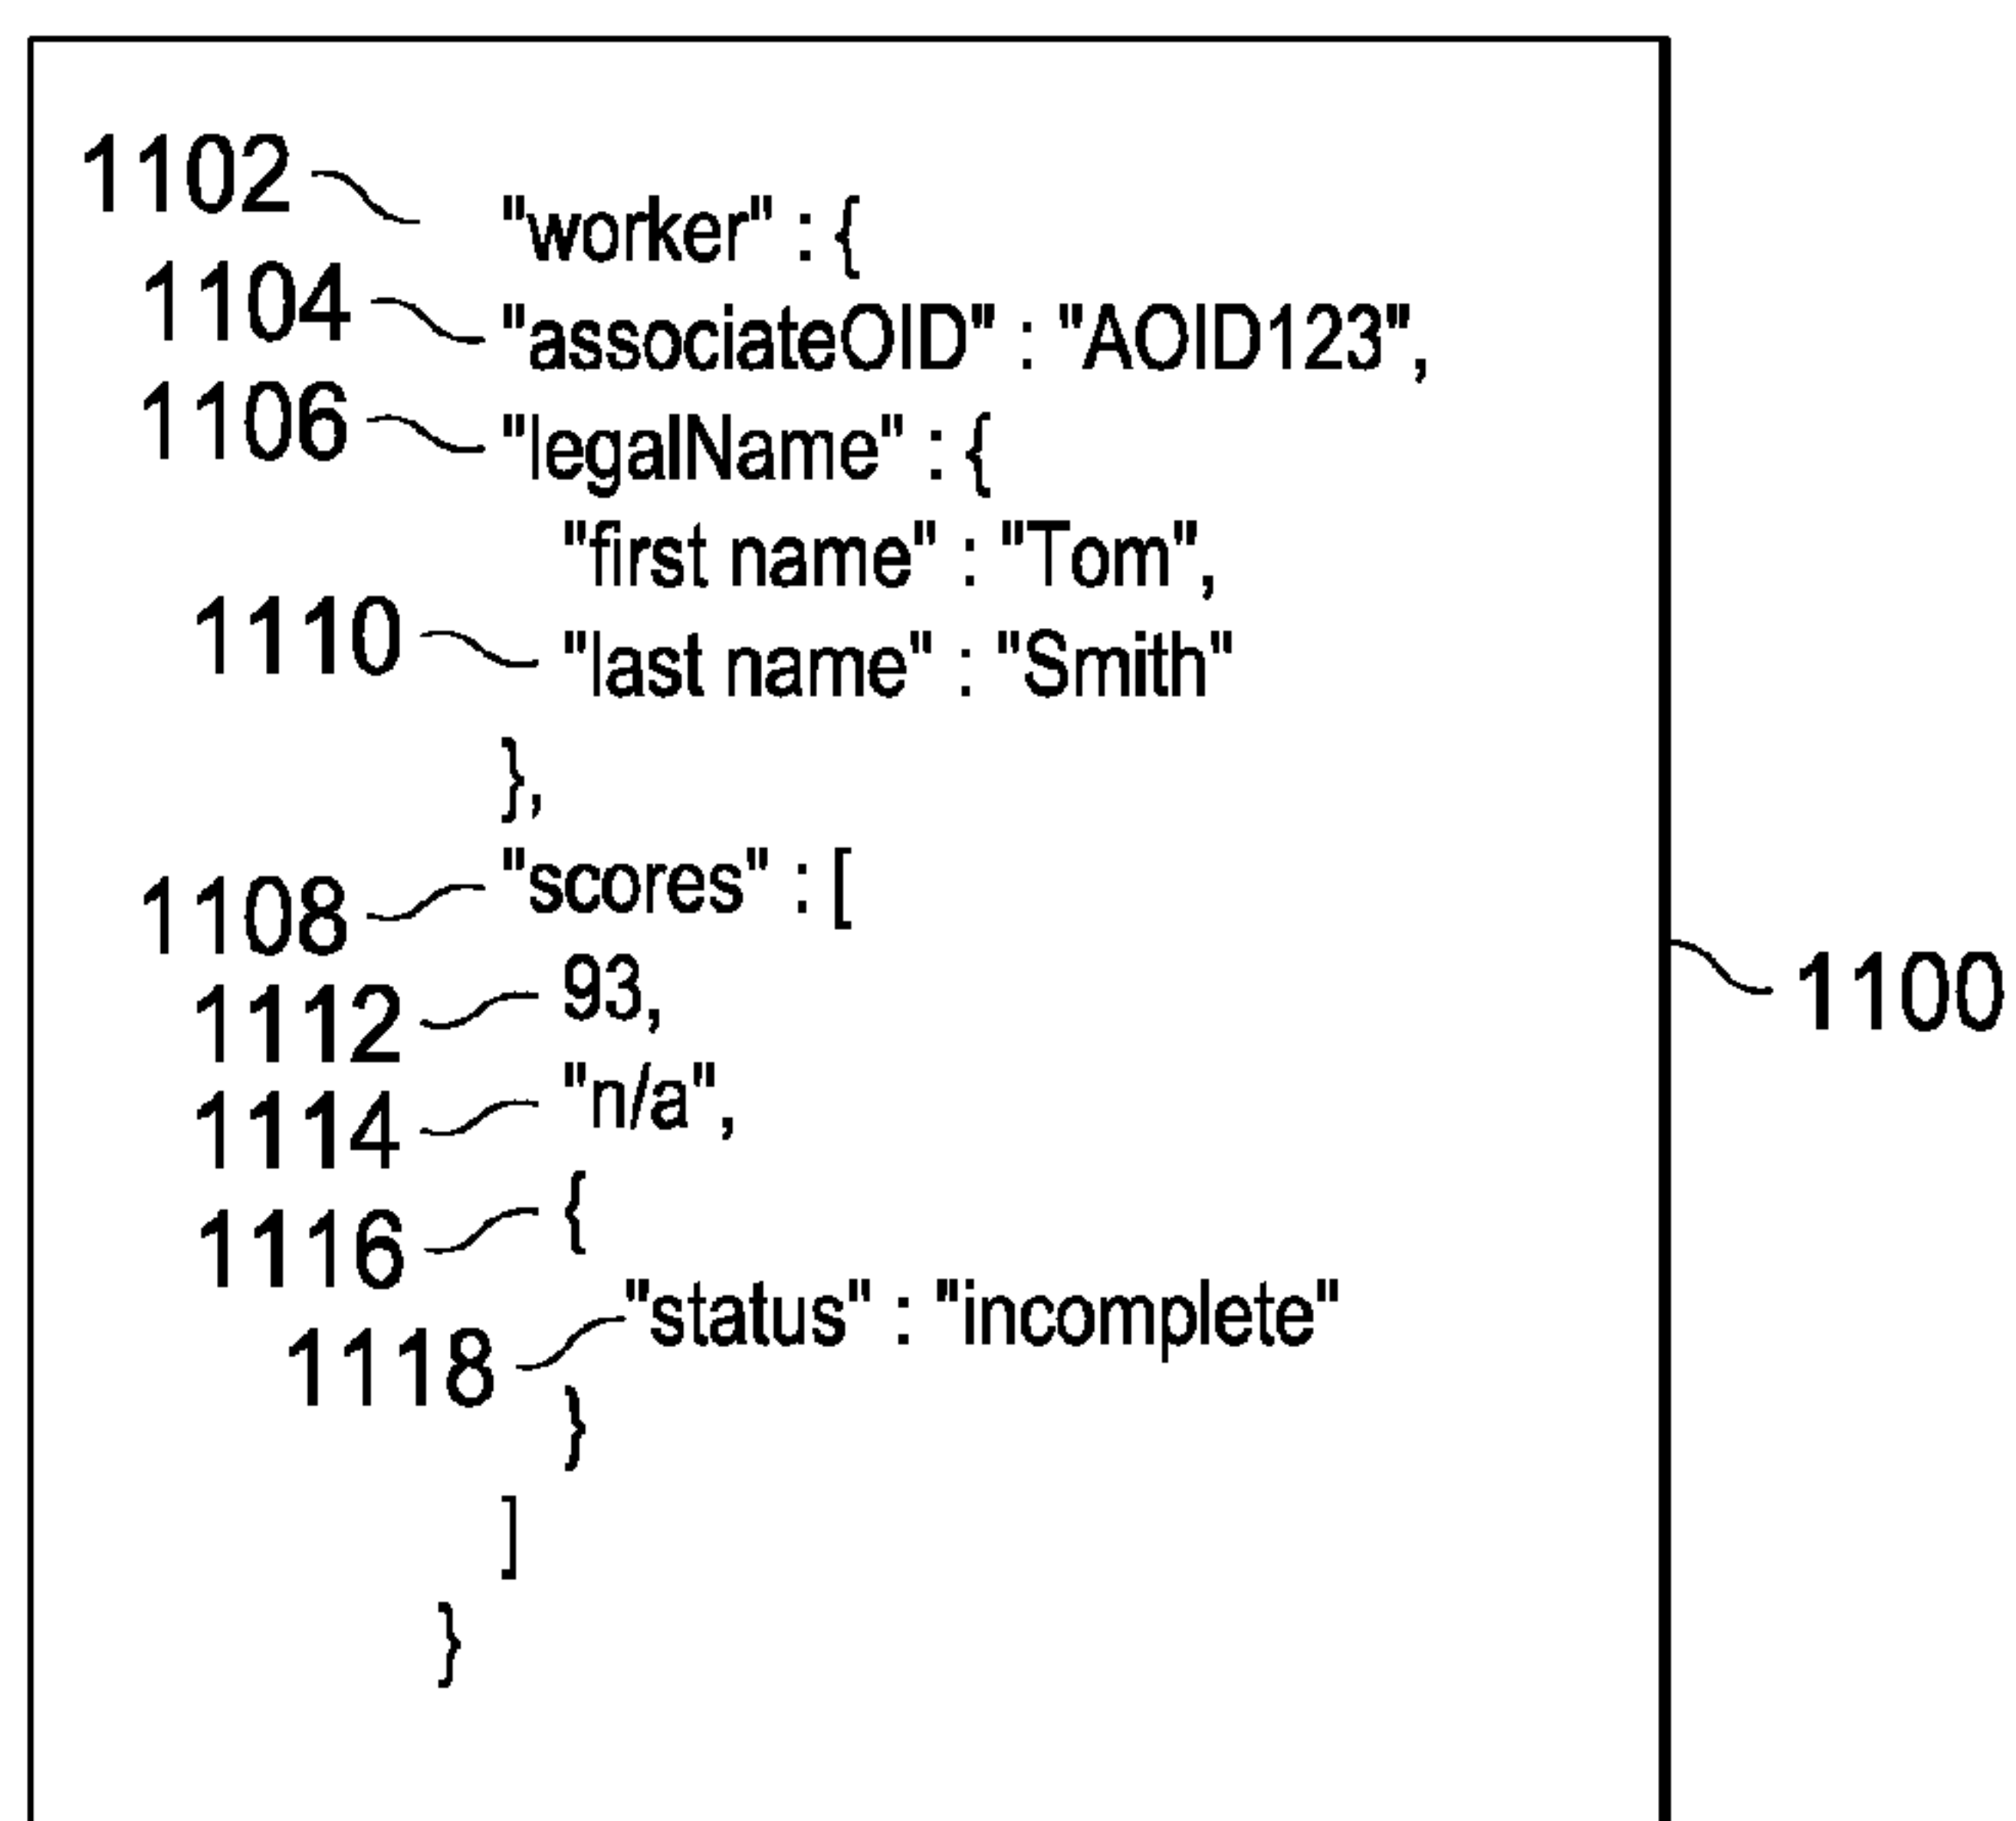 1102 "worker" : {
1104 "associateOID" : "AOID123",
1106 "legalName" : {
"first name" : "Tom",
1110 "last name" : "Smith"
},
1108 "scores" : [
1112 93,
1114 "n/a",
1116 {
1118 "status" : "incomplete"
}
]
}
1100